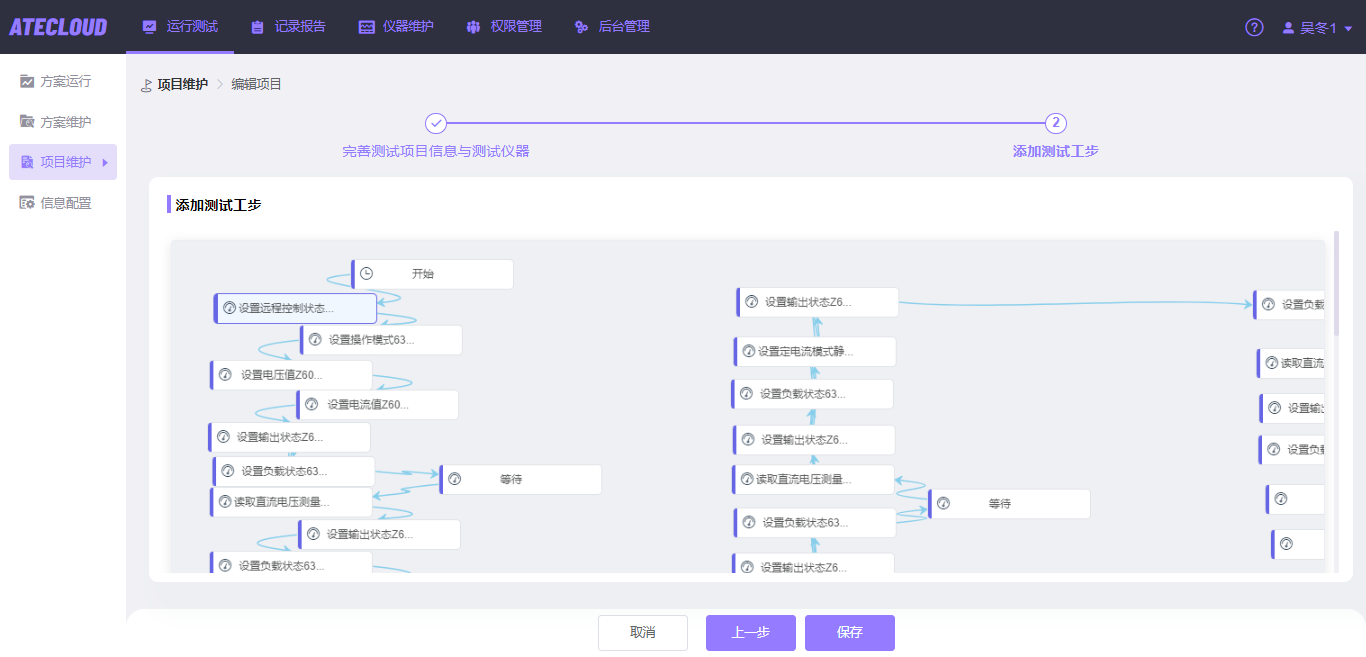 ATECLOUD
运行测试
记录报告
仪器维护
权限管理
后台管理
?
吴冬1
方案运行
方案维护
项目维护
信息配置
项目维护 > 编辑项目
2
完善测试项目信息与测试仪器
添加测试工步
添加测试工步
开始
设置远程控制状态...
设置操作模式63...
设置电压值Z60...
设置电流值Z60...
设置输出状态Z6...
设置负载状态63...
等待
读取直流电压测量...
设置输出状态Z6...
设置负载状态63...
设置输出状态Z6...
设置定电流模式静...
设置负载状态63...
设置输出状态Z6...
读取直流电压测量...
等待
设置负载状态63...
设置输出状态Z6...
设置负载
读取直流
设置输出
设置负载
取消
上一步
保存